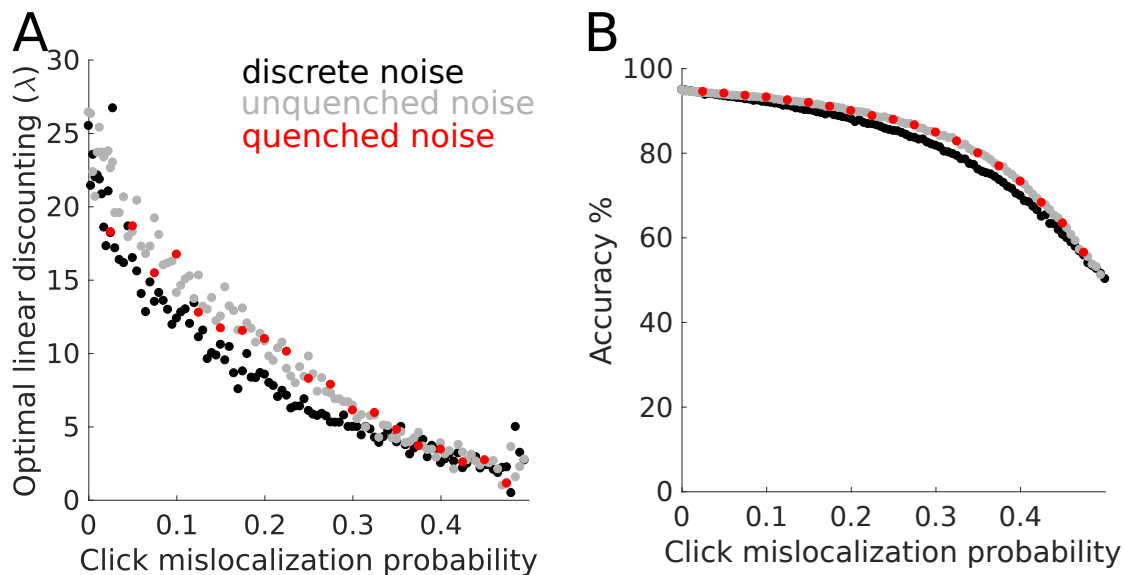 A
B
discrete noise
unquenched noise
quenched noise
Optimal linear discounting (λ)
30
25
20
15
10
5
0
0 0.1 0.2 0.3 0.4
Click mislocalization probability
Accuracy %
100
80
60
40
20
0
0 0.1 0.2 0.3 0.4
Click mislocalization probability